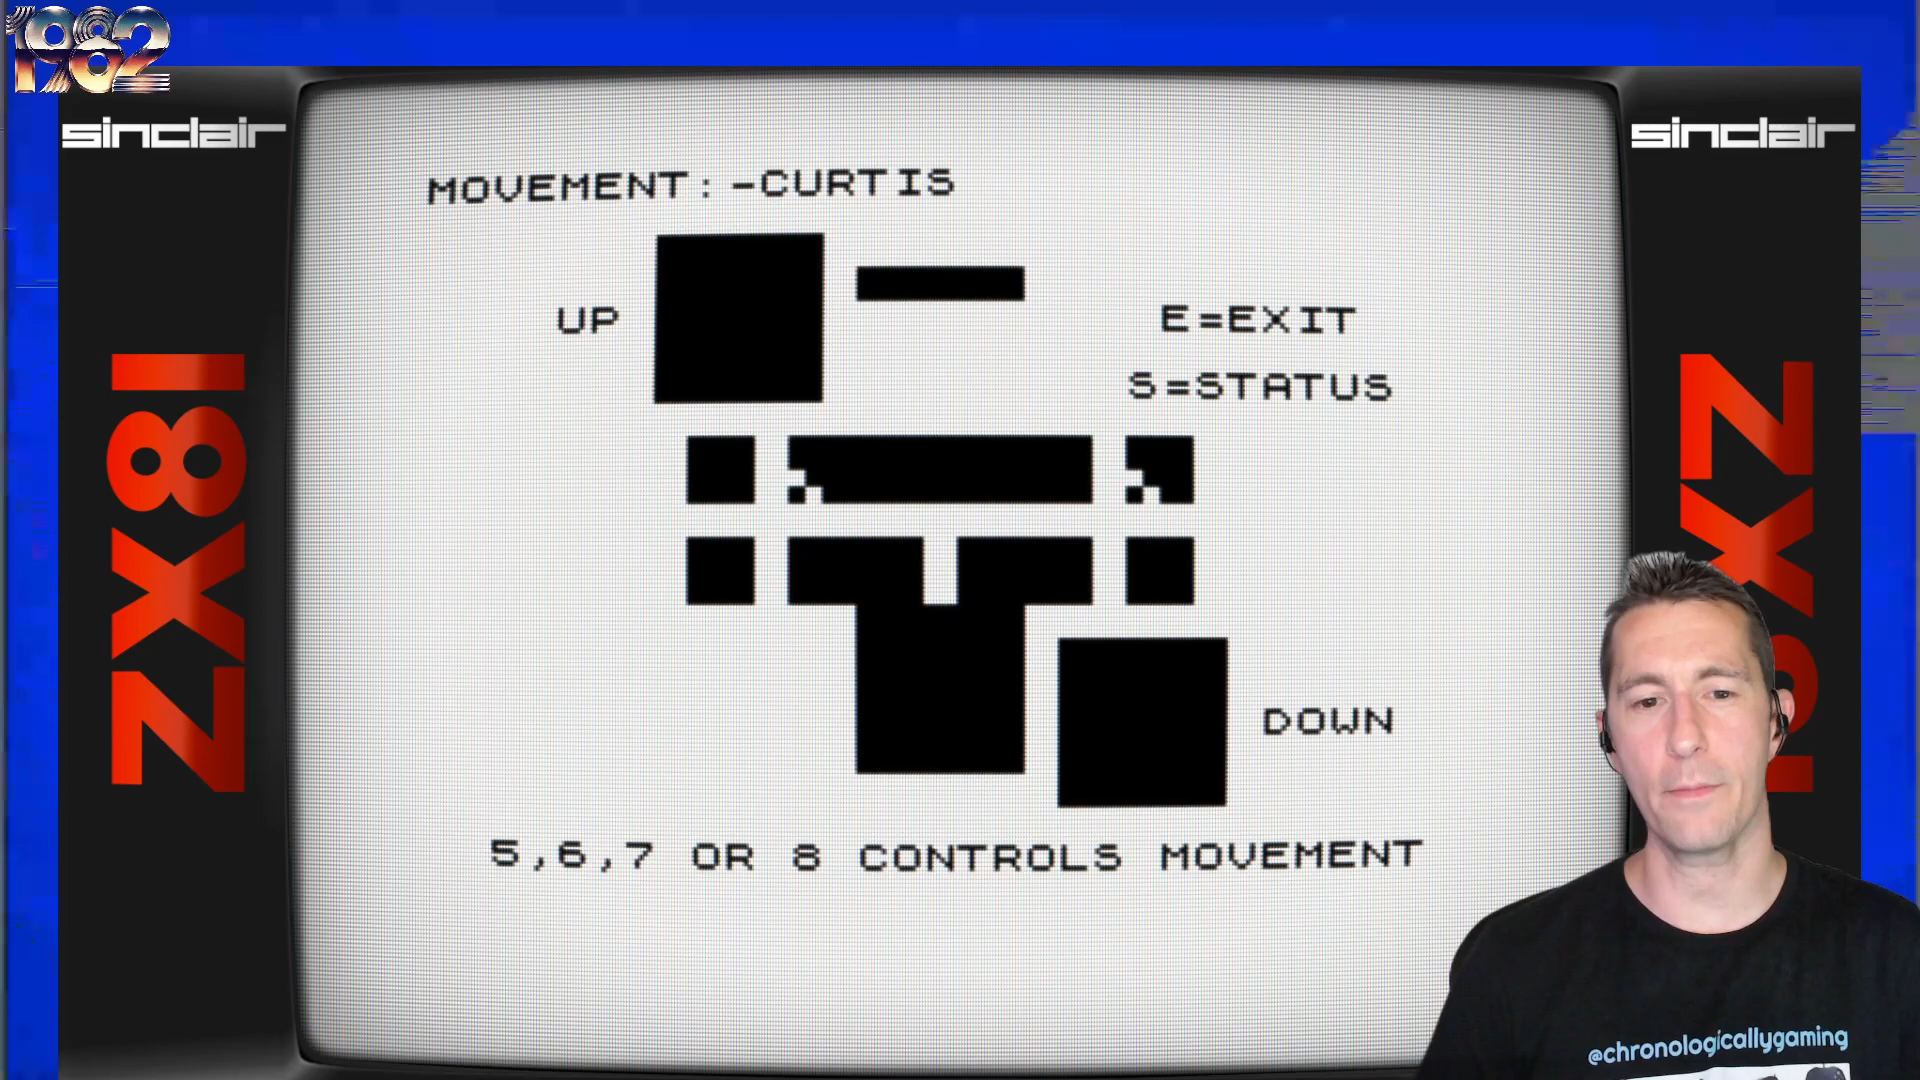 1982
sinclair
sinclair
MOVEMENT:-CURTIS
UP
E=EXIT
S=STATUS
ZX81
ZX81
DOWN
5,6,7 OR 8 CONTROLS MOVEMENT
@chronologicallygaming